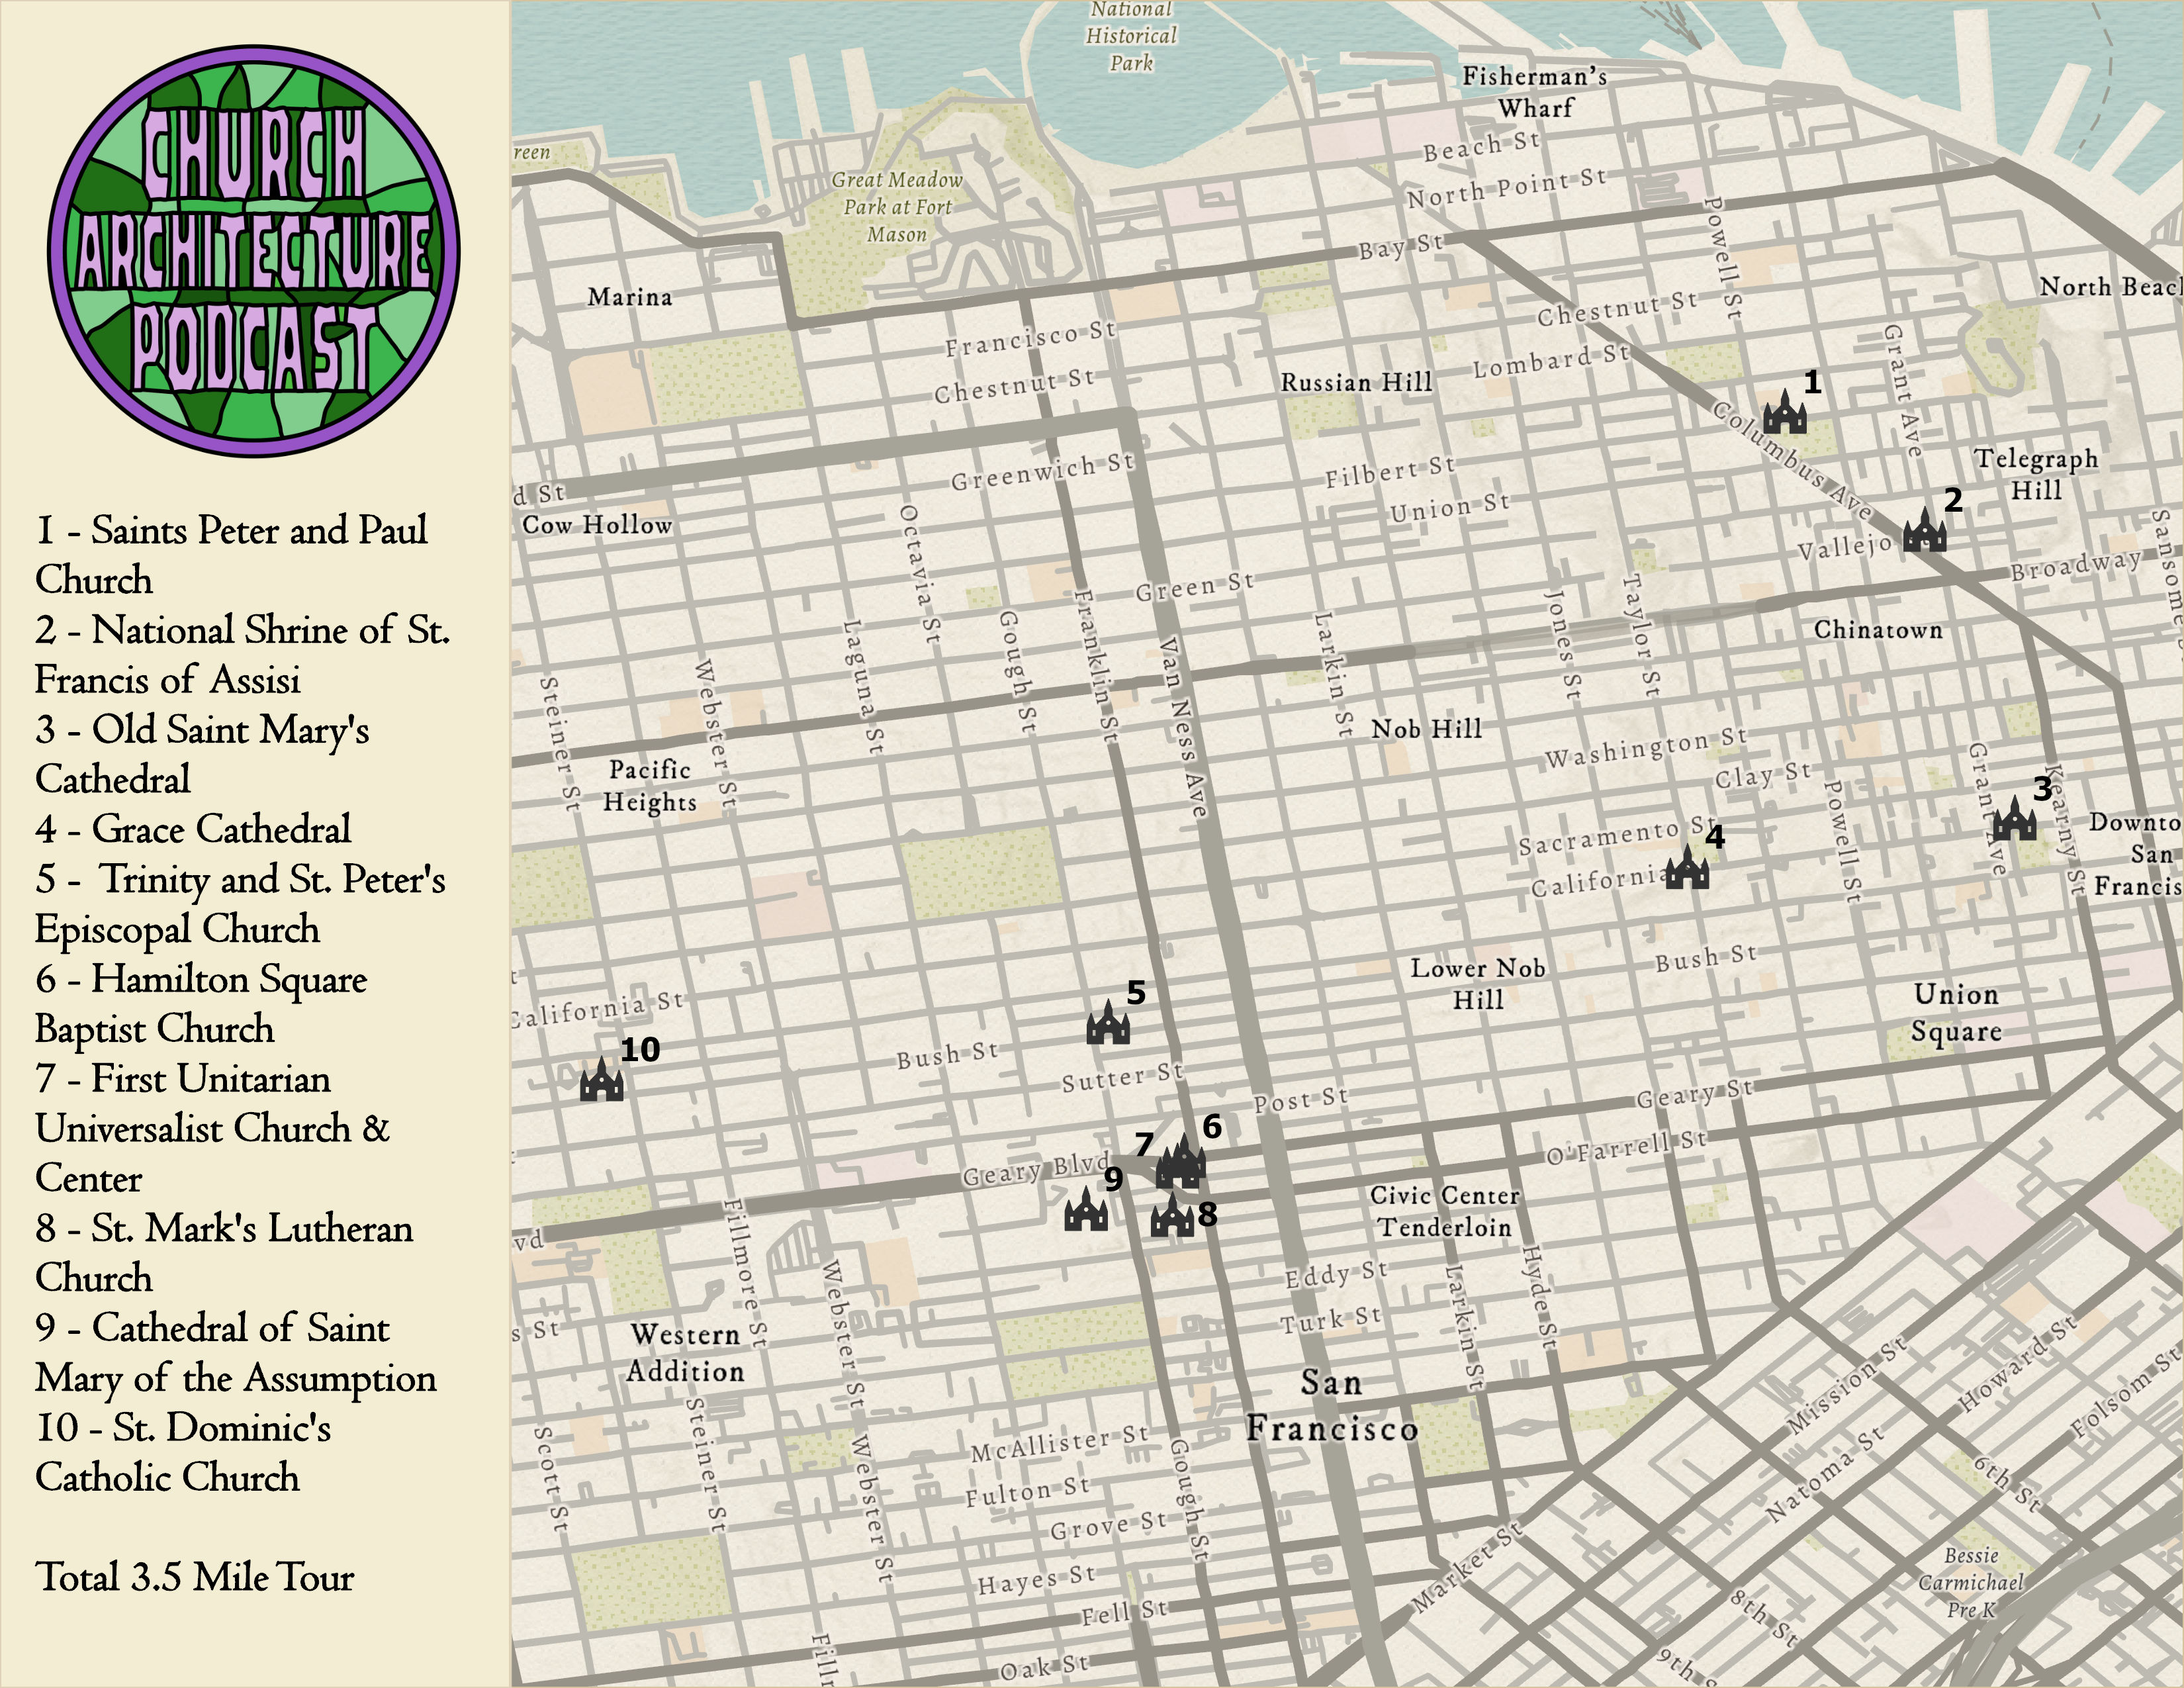 CHURCH
ARCHITECTURE
PODCAST
1 - Saints Peter and Paul
Church
2 - National Shrine of St.
Francis of Assisi
3 - Old Saint Mary's
Cathedral
4 - Grace Cathedral
5 - Trinity and St. Peter's
Episcopal Church
6 - Hamilton Square
Baptist Church
7 - First Unitarian
Universalist Church &
Center
8 - St. Mark's Lutheran
Church
9 - Cathedral of Saint
Mary of the Assumption
10 - St. Dominic's
Catholic Church
Total 3.5 Mile Tour
National
Historical
Park
Fisherman's
Wharf
Beach St
North Point St
reen
Great Meadow
Park at Fort
Mason
Powell St
Bay St
Marina
North Beach
Chestnut St
Francisco St
Lombard St
Grant Ave
Chestnut St
Russian Hill
1
Columbus Ave
Greenwich St
Filbert St
Telegraph
Hill
d St
Cow Hollow
Union St
2
Octavia St
Vallejo
Sansome S
Broadway
Green St
Franklin St
Jones St
Taylor St
Gough St
Larkin St
Laguna St
Chinatown
Van Ness Ave
Webster St
Steiner St
Nob Hill
Washington St
Clay St
Grant Ave
Kearny St
Powell St
Pacific
Heights
3
Sacramento St
4
California
Downto
San
Francis
Bush St
Lower Nob
Hill
Union
Square
t
California St
5
10
Bush St
Sutter St
Post St
Geary St
6
7
O'Farrell St
Geary Blvd
9
8
Civic Center
Tenderloin
vd
Fillmore St
Webster St
Eddy St
Larkin St
Hyde St
Turk St
s St
Western
Addition
Mission St
Howard St
Folsom St
San
Francisco
Steiner St
Scott St
McAllister St
Webster St
Gough St
Natoma St
6th St
Fulton St
Grove St
Market St
Hayes St
Bessie
Carmichael
Pre K
Fell St
8th St
Fillr
Oak St
9th S